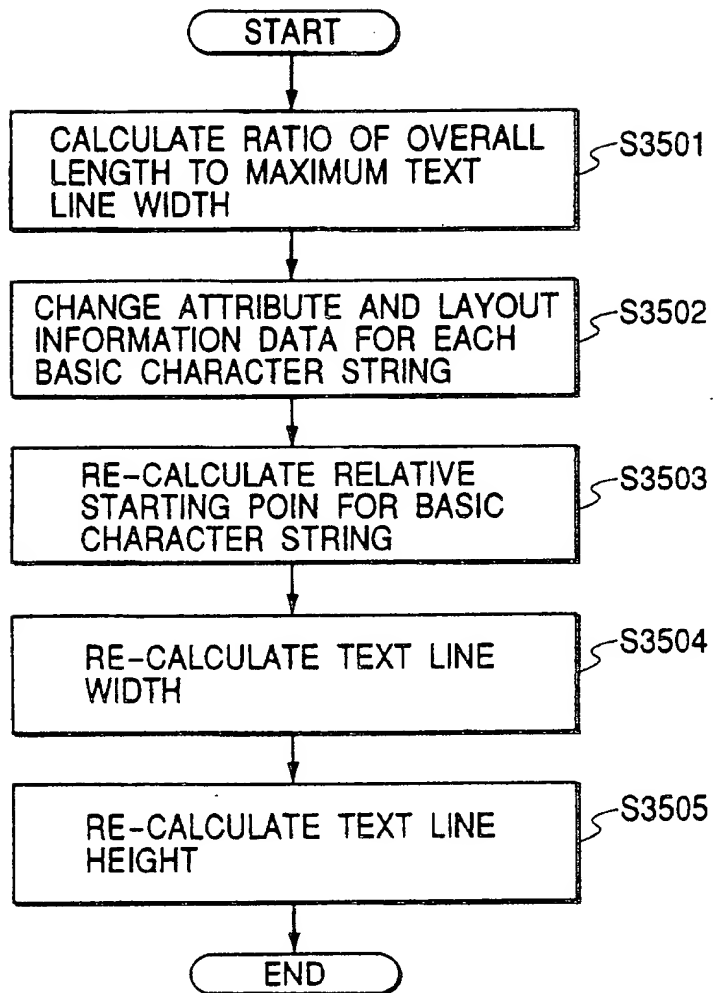 START
CALCULATE RATIO OF OVERALL
LENGTH TO MAXIMUM TEXT
LINE WIDTH
S3501
CHANGE ATTRIBUTE AND LAYOUT
INFORMATION DATA FOR EACH
BASIC CHARACTER STRING
S3502
RE-CALCULATE RELATIVE
STARTING POIN FOR BASIC
CHARACTER STRING
S3503
RE-CALCULATE TEXT LINE
WIDTH
S3504
RE-CALCULATE TEXT LINE
HEIGHT
S3505
END